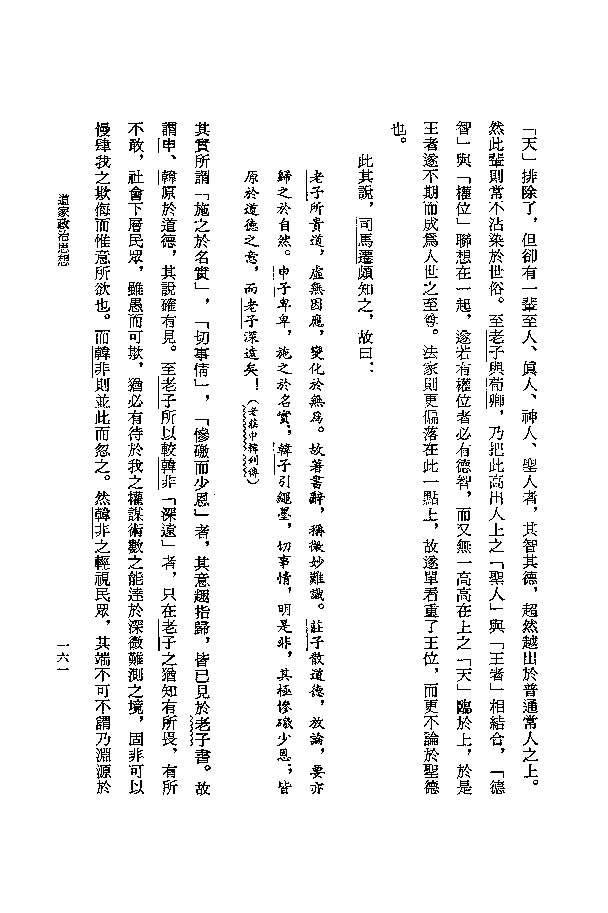 「天」排除了，但卻有一輩至人、眞人、神人、聖人者，其智其德，超然越出於普通常人之上。
然此輩則常不沾染於世俗。至老子與荀卿，乃把此高出人上之「聖人」與「王者」相結合，「德
智」與「權位」聯想在一起，遂若有權位者必有德智，而又無一高高在上之「天」臨於上，於是
王者遂不期而成爲人世之至尊。法家則更偏落在此一點上，故遂單看重了王位，而更不論於聖德
也。
此其說，司馬遷頗知之，故曰：
老子所貴道，虛無因應，變化於無爲。故著書辭，稱微妙難識。莊子散道德，放論，要亦
歸之於自然。申子卑卑，施之於名實，韓子引繩墨，切事情，明是非，其極慘礉少恩；皆
原於道德之意，而老子深遠矣！（老莊申韓列傳）
其實所謂「施之於名實」，「切事情」，「慘礉而少恩」者，其意趣指歸，皆已見於老子書。故
謂申、韓原於道德，其說確有見。至老子所以較韓非「深遠」者，只在老子之猶知有所畏，有所
不敢，社會下層民眾，雖愚而可欺，猶必有待於我之權謀術數之能達於深微難測之境，固非可以
慢肆我之欺侮而惟意所欲也。而韓非則並此而忽之。然韓非之輕視民眾，其端不可不謂乃淵源於
道家政治思想
一六一